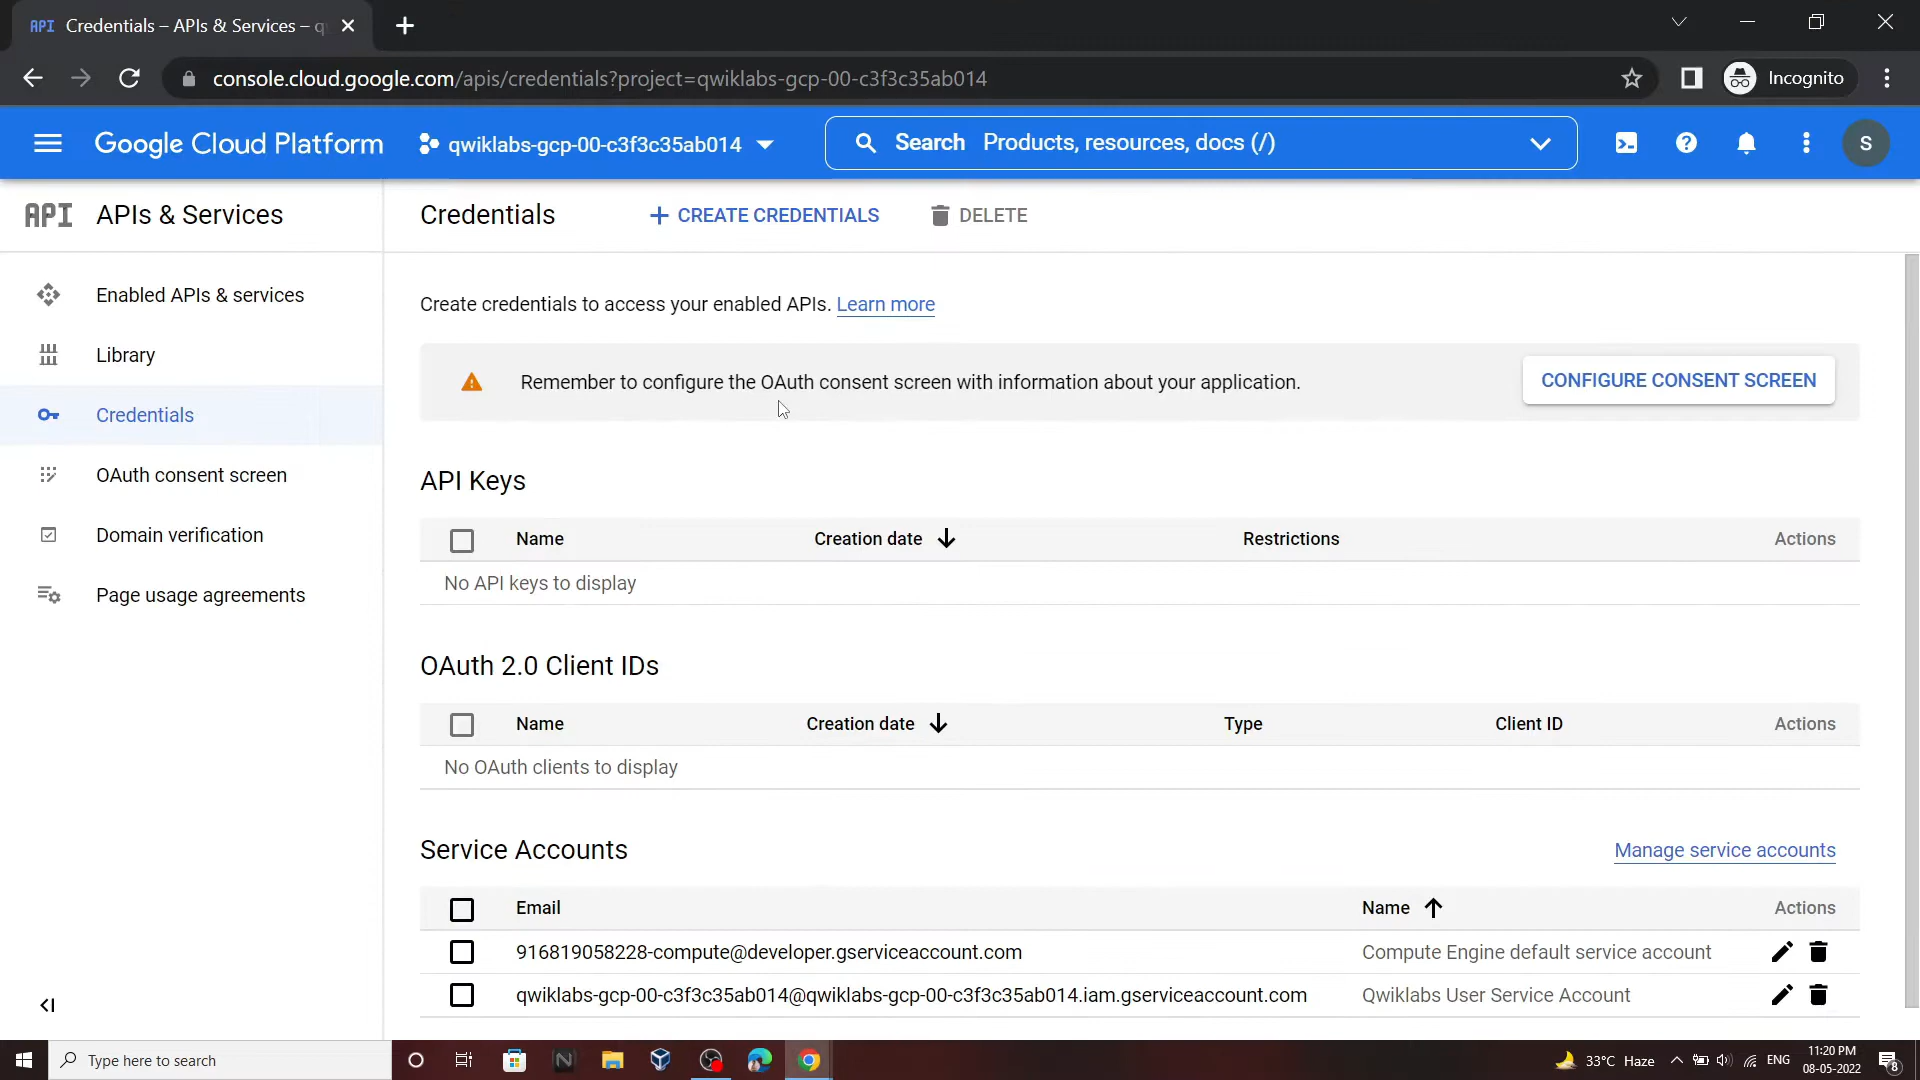 API Credentials – APIs & Services – q
console.cloud.google.com/apis/credentials?project=qwiklabs-gcp-00-c3f3c35ab014
Incognito
Google Cloud Platform
qwiklabs-gcp-00-c3f3c35ab014
Search Products, resources, docs (/)
S
API APIs & Services
Credentials
CREATE CREDENTIALS
DELETE
Enabled APIs & services
Library
Credentials
OAuth consent screen
Domain verification
Page usage agreements
Create credentials to access your enabled APIs. Learn more
Remember to configure the OAuth consent screen with information about your application.
CONFIGURE CONSENT SCREEN
API Keys
Name Creation date Restrictions Actions
No API keys to display
OAuth 2.0 Client IDs
Name Creation date Type Client ID Actions
No OAuth clients to display
Service Accounts
Manage service accounts
Email Name Actions
916819058228-compute@developer.gserviceaccount.com Compute Engine default service account
qwiklabs-gcp-00-c3f3c35ab014@qwiklabs-gcp-00-c3f3c35ab014.iam.gserviceaccount.com Qwiklabs User Service Account
Type here to search
N
33°C Haze
ENG
11:20 PM
08-05-2022
8